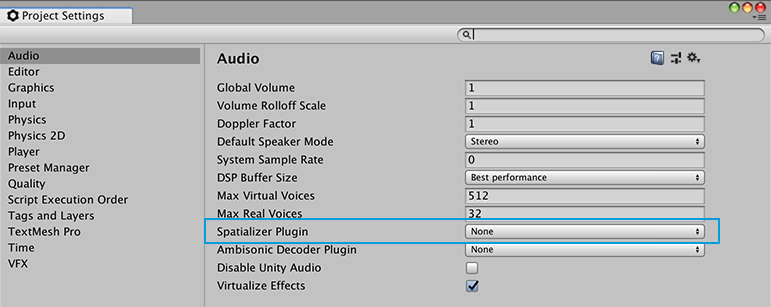 Project Settings
Audio
Editor
Graphics
Input
Physics
Physics 2D
Player
Preset Manager
Quality
Script Execution Order
Tags and Layers
TextMesh Pro
Time
VFX
Audio
Global Volume 1
Volume Rolloff Scale 1
Doppler Factor 1
Default Speaker Mode Stereo
System Sample Rate 0
DSP Buffer Size Best performance
Max Virtual Voices 512
Max Real Voices 32
Spatializer Plugin None
Ambisonic Decoder Plugin None
Disable Unity Audio
Virtualize Effects